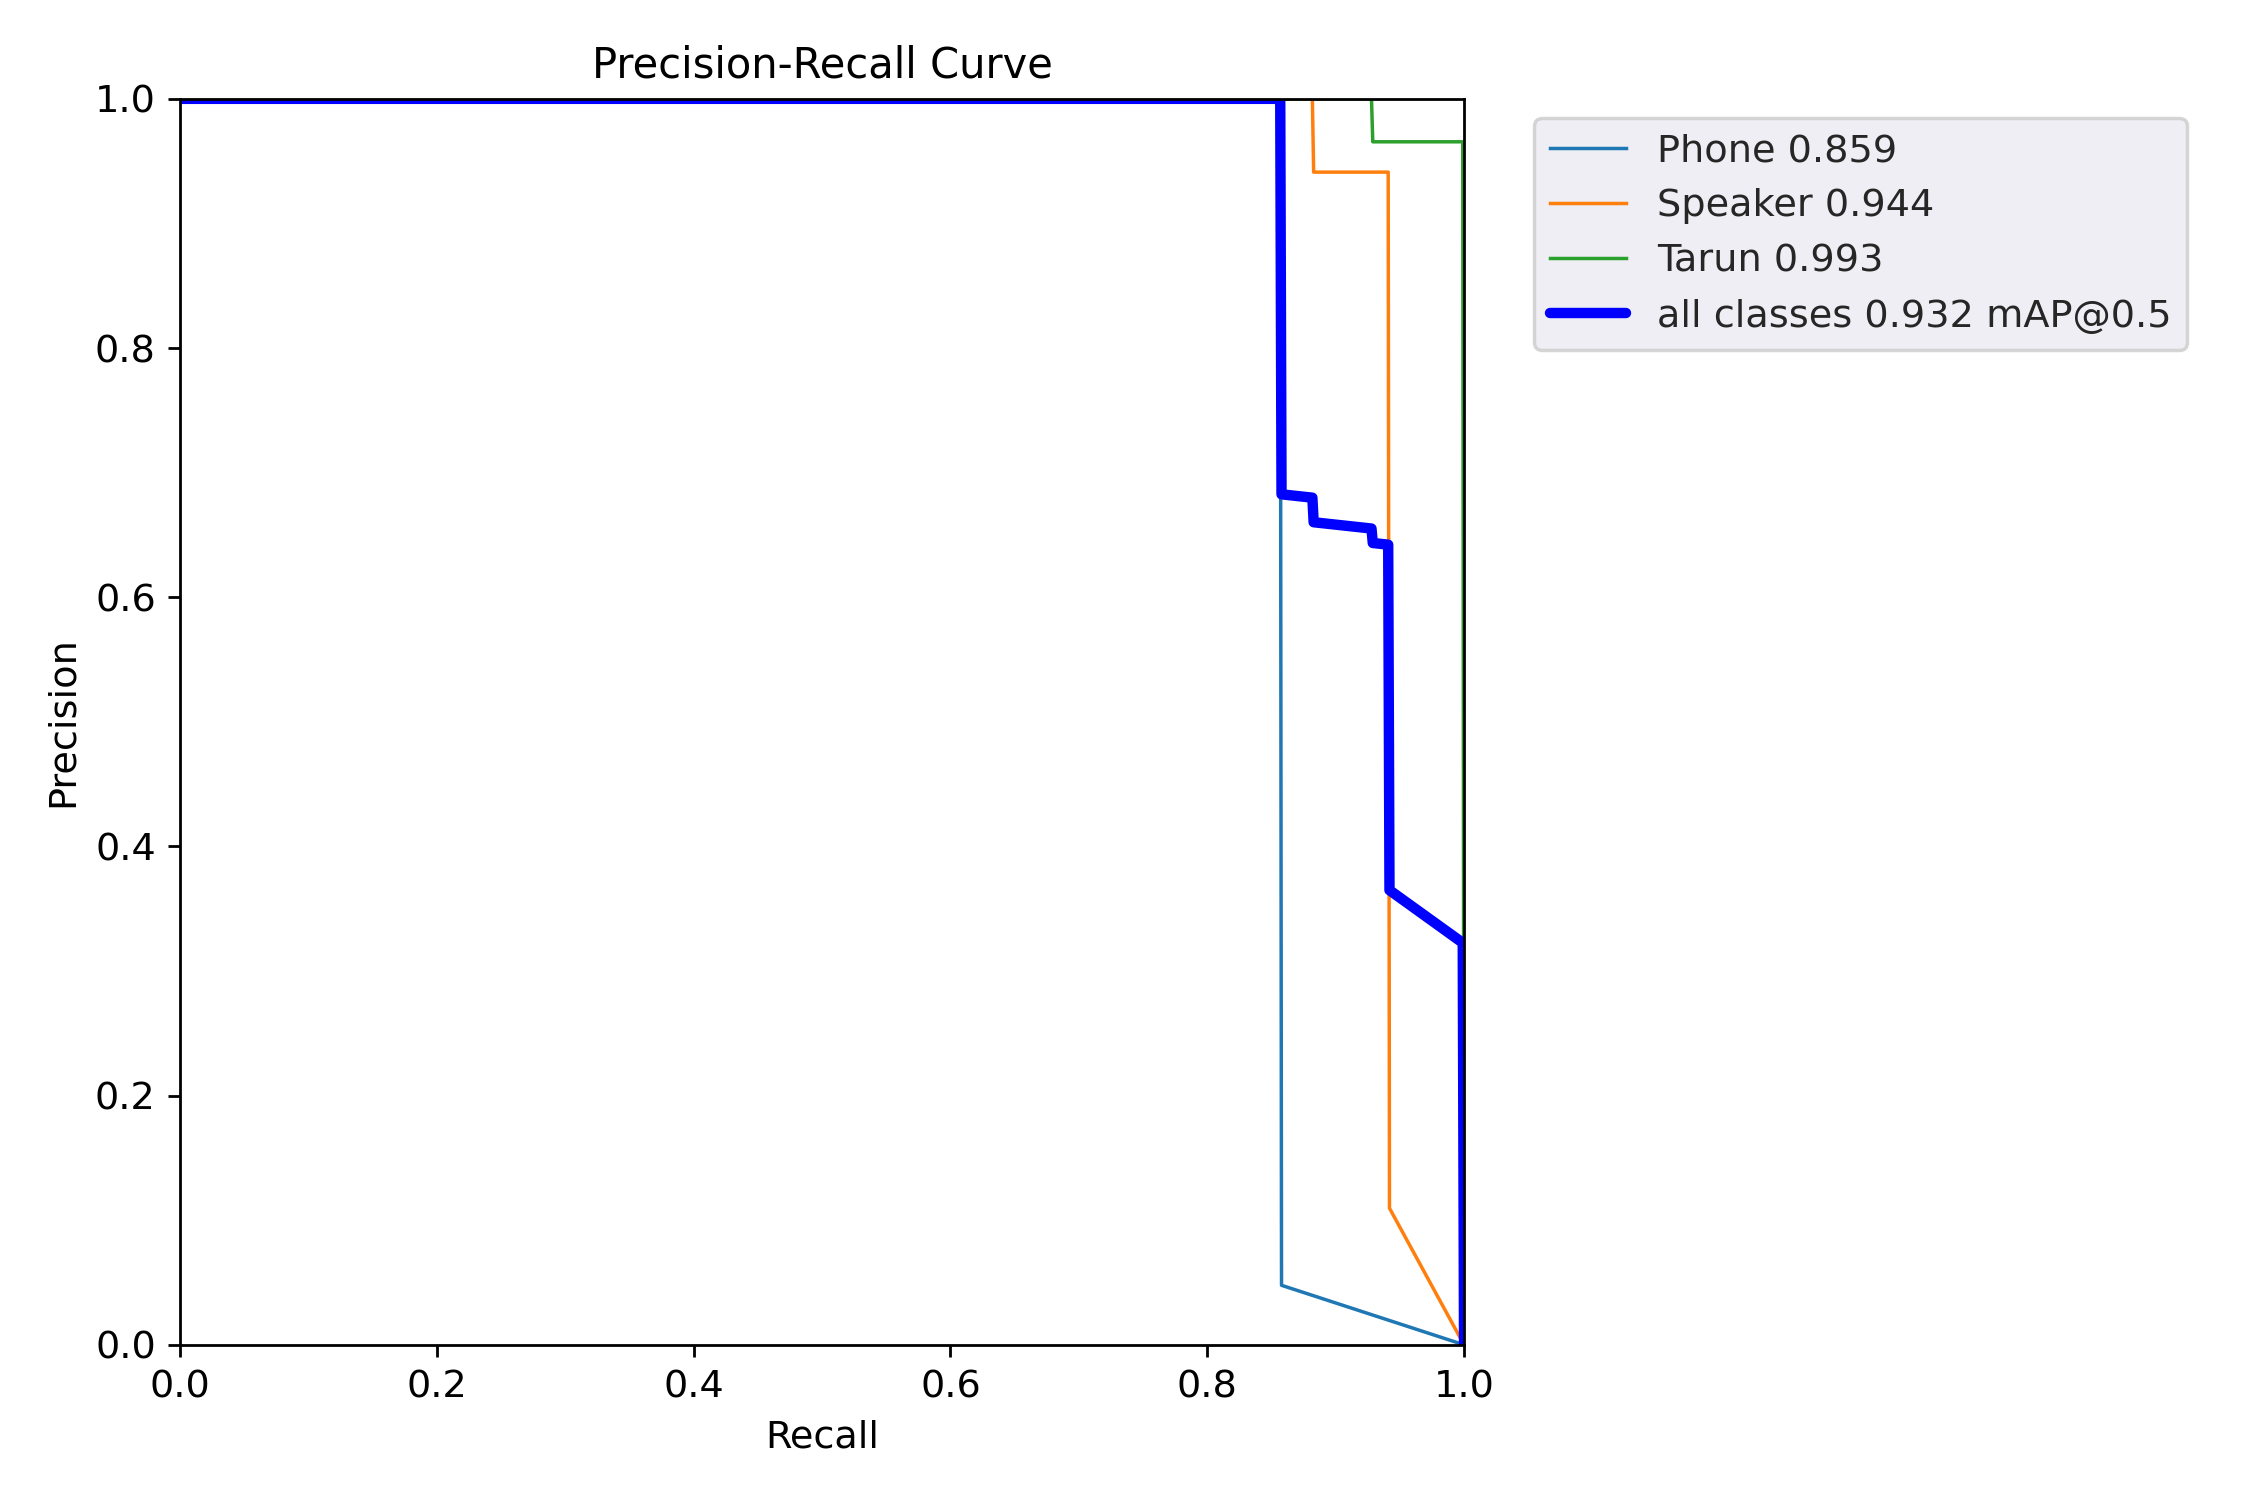 Precision-Recall Curve
1.0
0.8
0.6
0.4
0.2
0.0
Precision
0.0 0.2 0.4 0.6 0.8 1.0
Recall
Phone 0.859
Speaker 0.944
Tarun 0.993
all classes 0.932 mAP@0.5